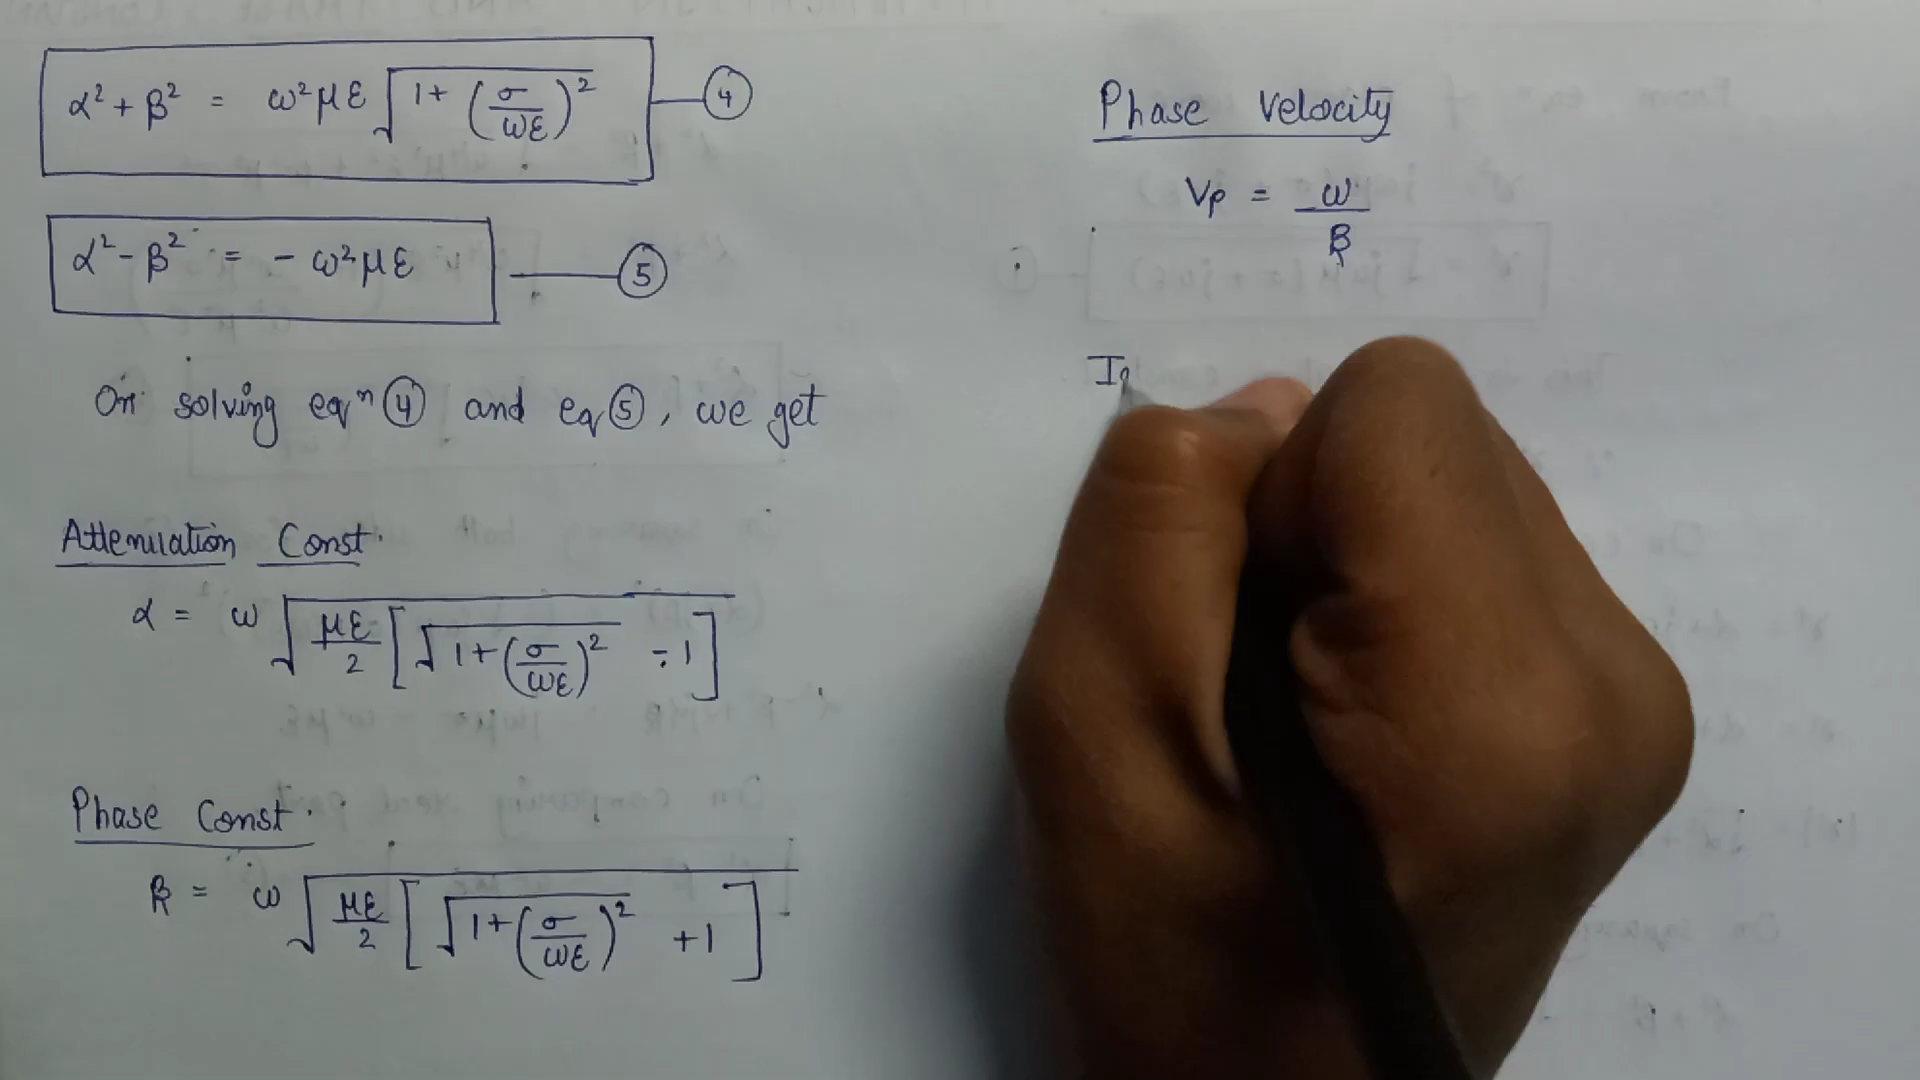 α² + β² = ω²με √(1 + (σ/ωε)²) — ④
α² - β² = - ω²με — ⑤
On solving eqⁿ ④ and eq ⑤, we get
Attenuation Const.
α = ω √(με/2 [√(1 + (σ/ωε)²) - 1])
Phase Const.
β = ω √(με/2 [√(1 + (σ/ωε)²) + 1])
Phase Velocity
Vp = ω/β